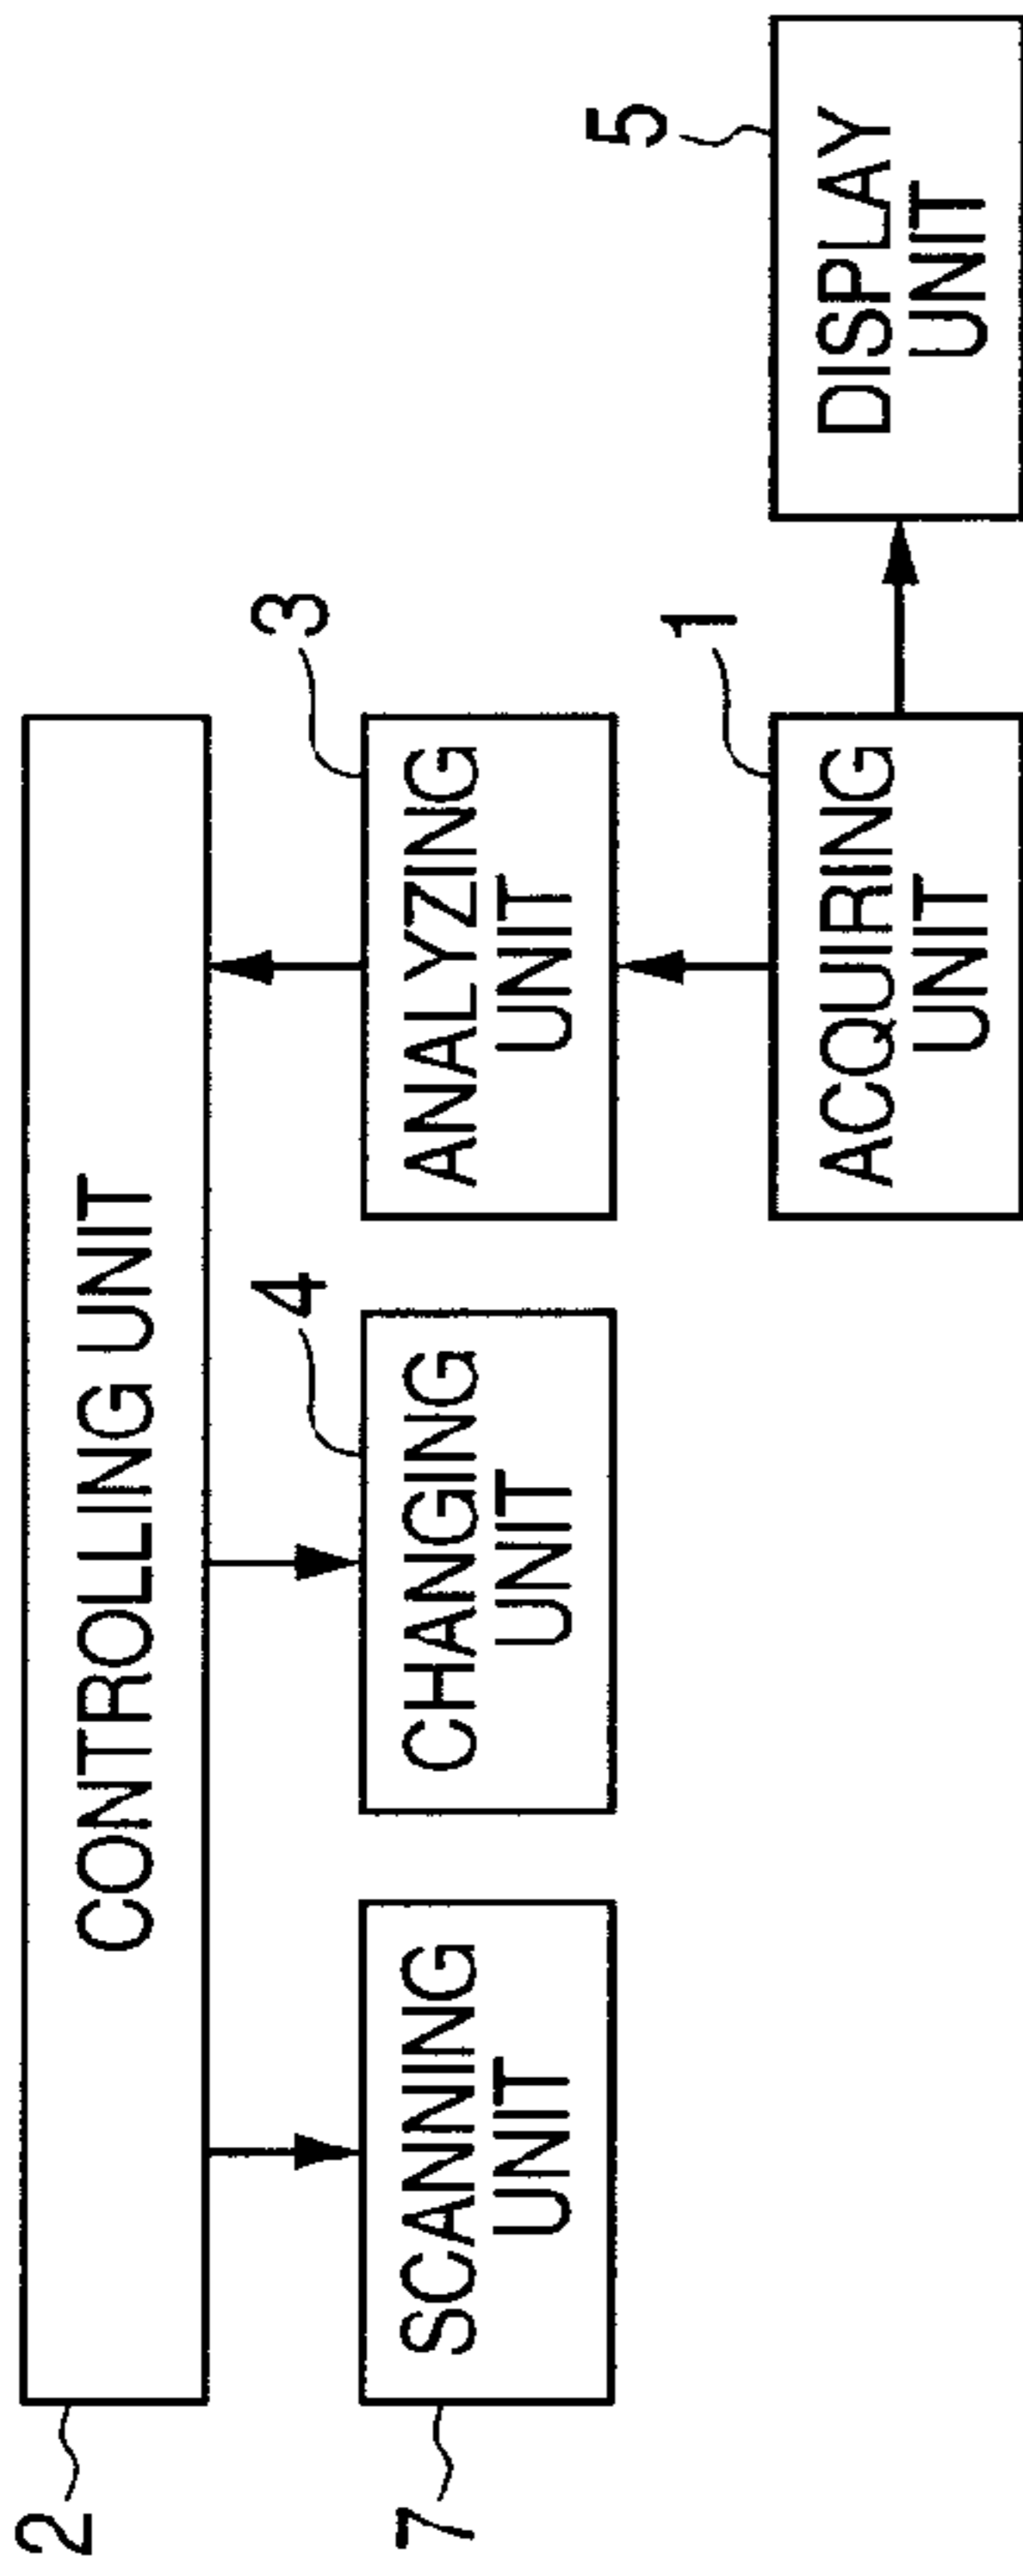 2
CONTROLLING UNIT
7
SCANNING
UNIT
4
CHANGING
UNIT
3
ANALYZING
UNIT
1
ACQUIRING
UNIT
5
DISPLAY
UNIT